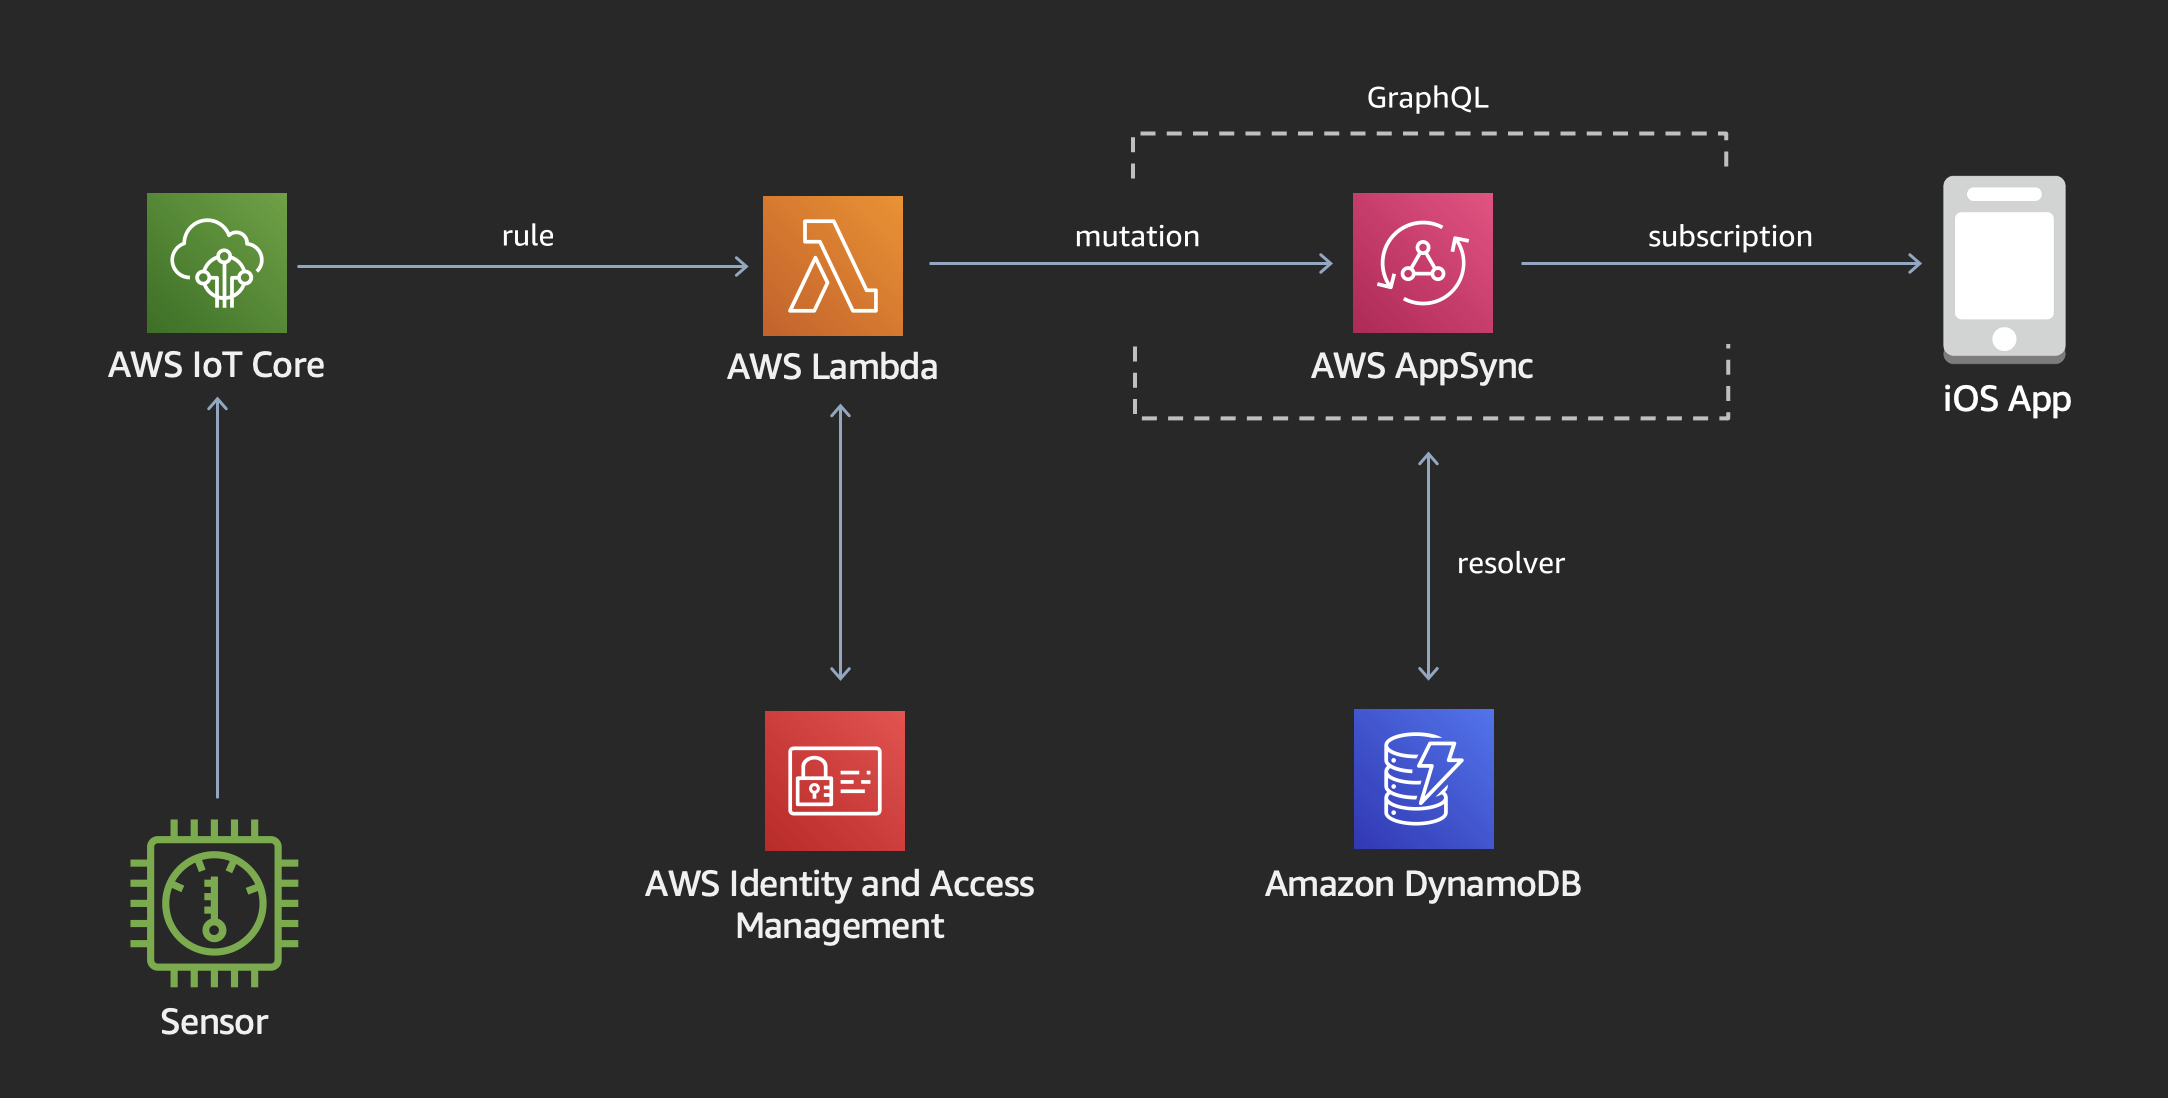 GraphQL
rule
mutation
subscription
AWS IoT Core
AWS Lambda
AWS AppSync
iOS App
resolver
AWS Identity and Access
Management
Amazon DynamoDB
Sensor